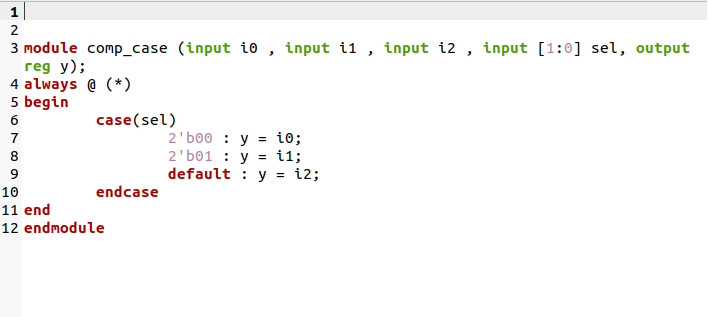 1
2
3 module comp_case (input i0 , input i1 , input i2 , input [1:0] sel, output
reg y);
4 always @ (*)
5 begin
6 case(sel)
7 2'b00 : y = i0;
8 2'b01 : y = i1;
9 default : y = i2;
10 endcase
11 end
12 endmodule